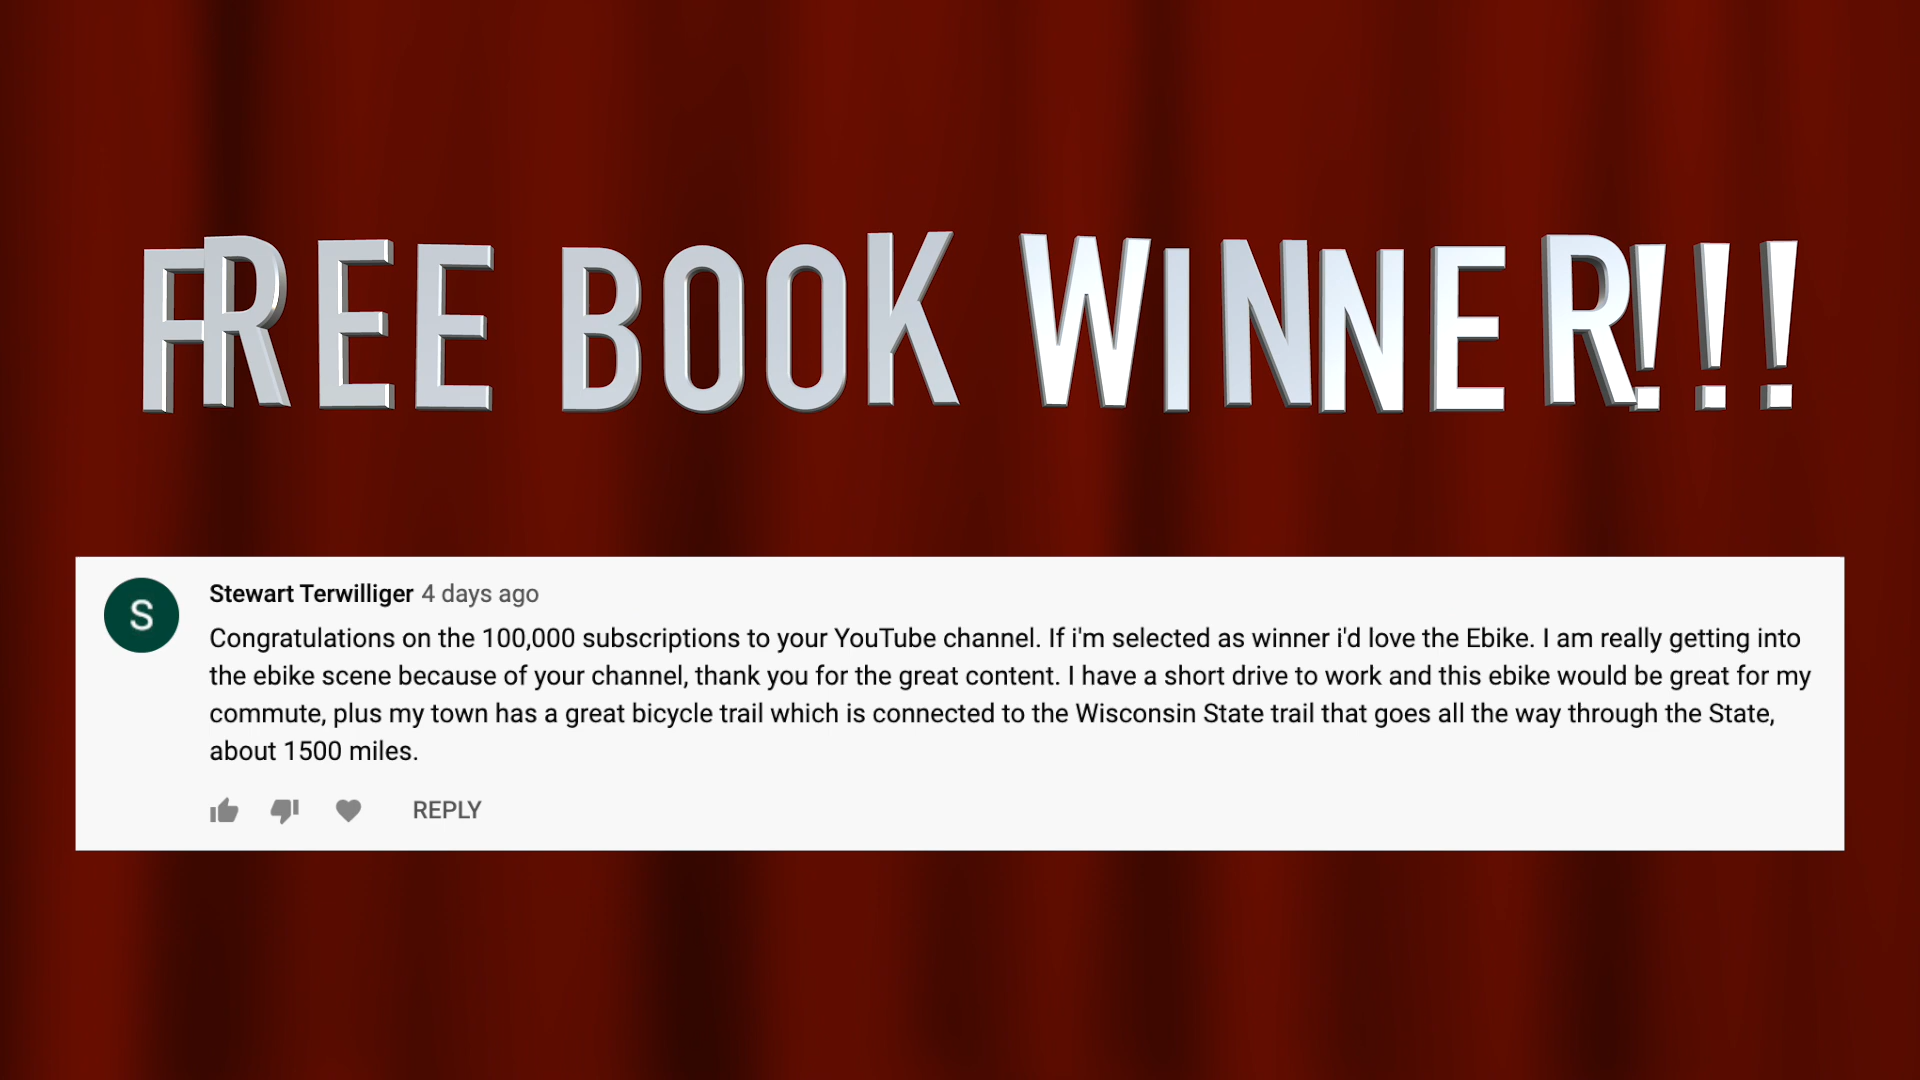 FREE BOOK WINNER!!!
S
Stewart Terwilliger 4 days ago
Congratulations on the 100,000 subscriptions to your YouTube channel. If i'm selected as winner i'd love the Ebike. I am really getting into
the ebike scene because of your channel, thank you for the great content. I have a short drive to work and this ebike would be great for my
commute, plus my town has a great bicycle trail which is connected to the Wisconsin State trail that goes all the way through the State,
about 1500 miles.
REPLY